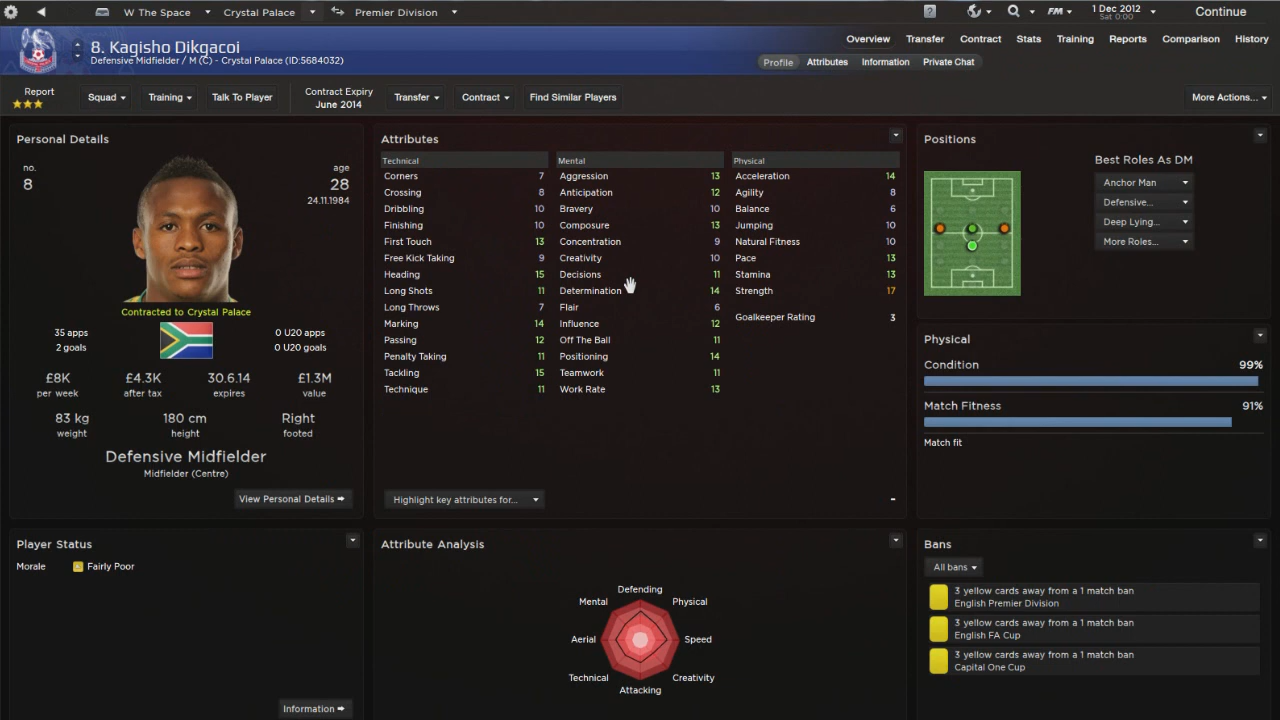 W The Space
Crystal Palace
Premier Division
?
FM
1 Dec 2012
Sat 0:00
Continue
8. Kagisho Dikgacoi
Defensive Midfielder / M (C) - Crystal Palace (ID:5684032)
Overview Transfer Contract Stats Training Reports Comparison History
Profile Attributes Information Private Chat
Report
Squad Training Talk To Player
Contract Expiry
June 2014
Transfer Contract Find Similar Players
More Actions...
Personal Details
no.
8
age
28
24.11.1984
Contracted to Crystal Palace
35 apps
2 goals
0 U20 apps
0 U20 goals
£8K £4.3K 30.6.14 £1.3M
per week after tax expires value
83 kg 180 cm Right
weight height footed
Defensive Midfielder
Midfielder (Centre)
View Personal Details
Attributes
Technical
Corners 7
Crossing 8
Dribbling 10
Finishing 10
First Touch 13
Free Kick Taking 9
Heading 15
Long Shots 11
Long Throws 7
Marking 14
Passing 12
Penalty Taking 11
Tackling 15
Technique 11
Mental
Aggression 13
Anticipation 12
Bravery 10
Composure 13
Concentration 9
Creativity 10
Decisions 11
Determination 14
Flair 6
Influence 12
Off The Ball 11
Positioning 14
Teamwork 11
Work Rate 13
Physical
Acceleration 14
Agility 8
Balance 6
Jumping 10
Natural Fitness 10
Pace 13
Stamina 13
Strength 17
Goalkeeper Rating 3
Highlight key attributes for... -
Positions
Best Roles As DM
Anchor Man
Defensive...
Deep Lying...
More Roles...
Physical
Condition 99%
Match Fitness 91%
Match fit
Player Status
Morale Fairly Poor
Information
Attribute Analysis
Defending
Mental Physical
Aerial Speed
Technical Creativity
Attacking
Bans
All bans
3 yellow cards away from a 1 match ban
English Premier Division
3 yellow cards away from a 1 match ban
English FA Cup
3 yellow cards away from a 1 match ban
Capital One Cup